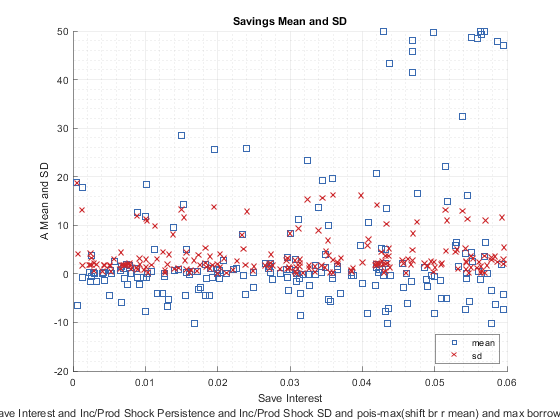 Savings Mean and SD
50
40
30
20
10
0
-10
-20
A Mean and SD
0
0.01
0.02
0.03
0.04
0.05
0.06
mean
sd
Save Interest
ave Interest and Inc/Prod Shock Persistence and Inc/Prod Shock SD and pois-max(shift br r mean) and max borrow